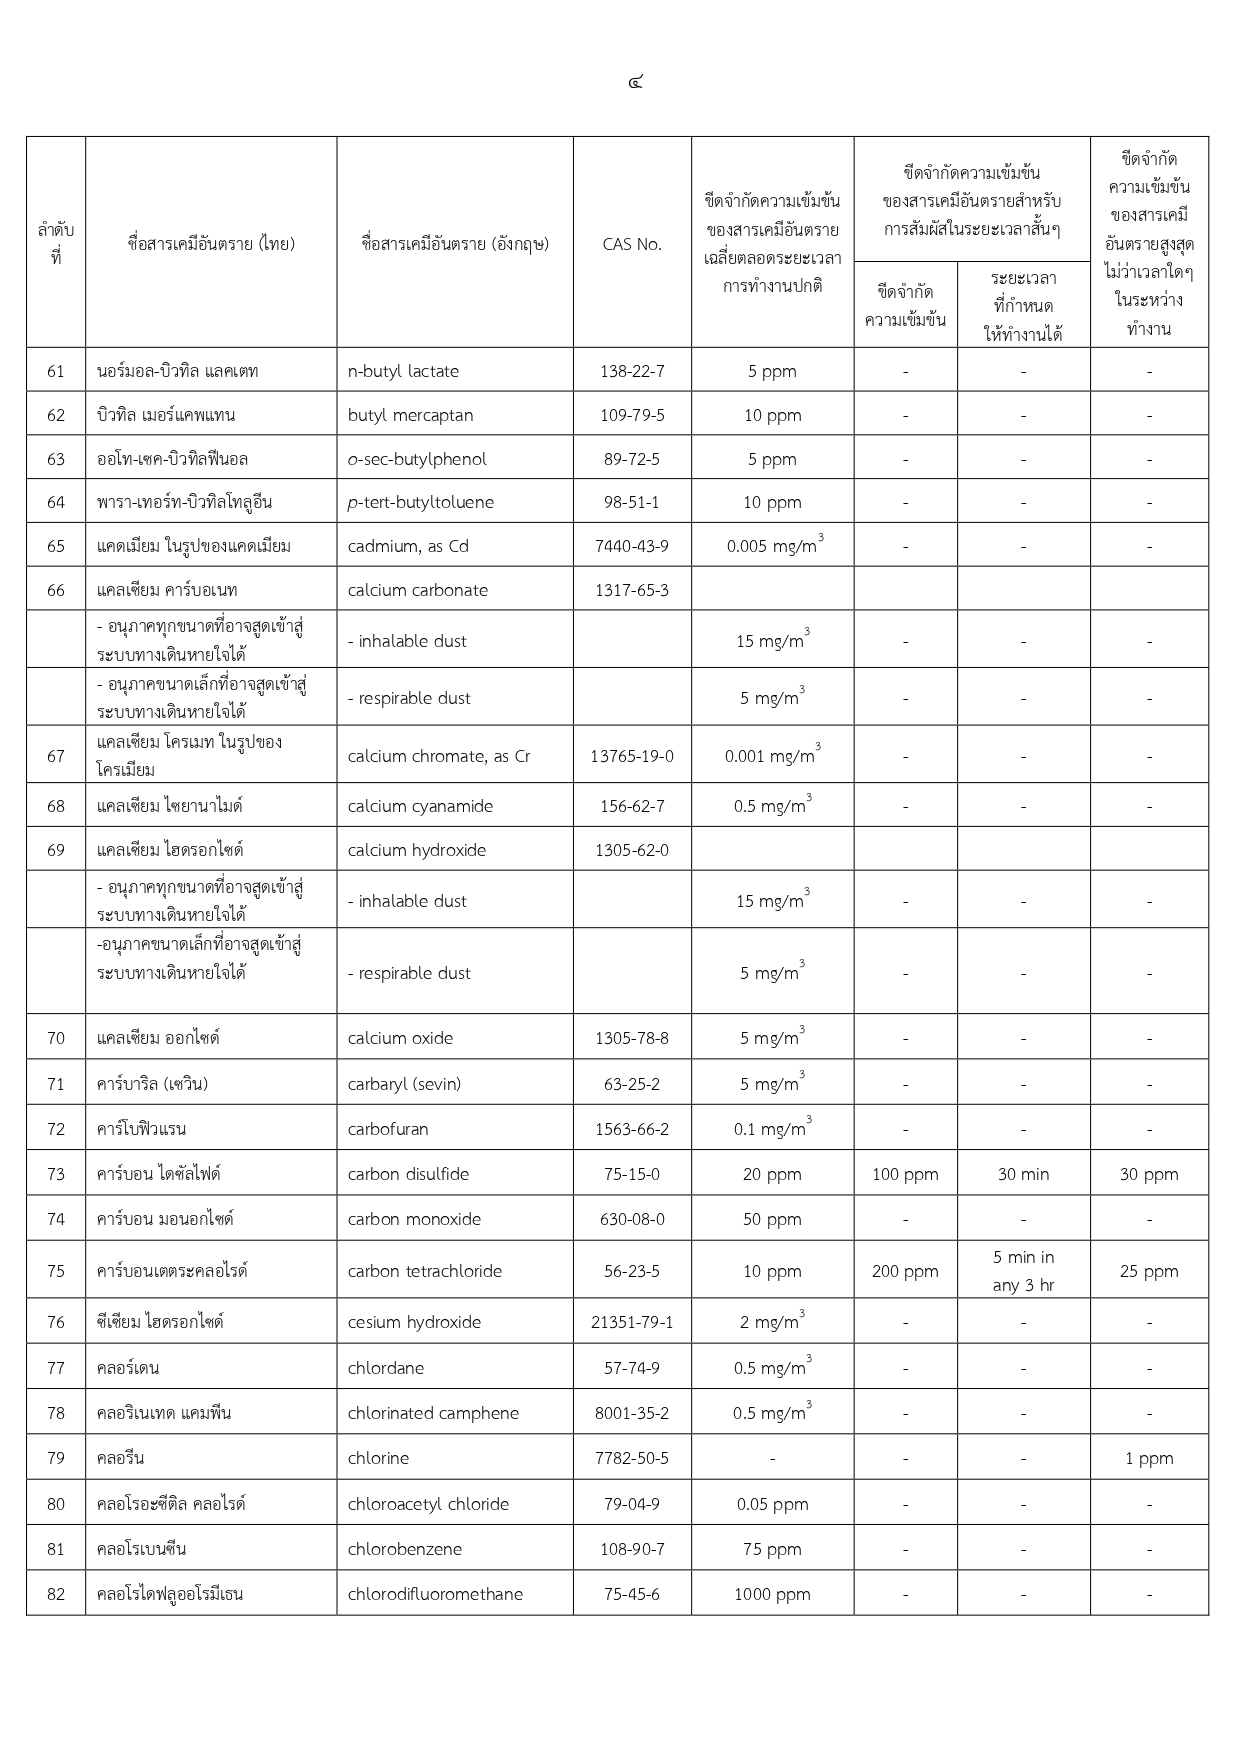 ๔
ลำดับ
ที่
ชื่อสารเคมีอันตราย (ไทย)
ชื่อสารเคมีอันตราย (อังกฤษ)
CAS No.
ขีดจำกัดความเข้มข้น
ของสารเคมีอันตราย
เฉลี่ยตลอดระยะเวลา
การทำงานปกติ
ขีดจำกัดความเข้มข้น
ของสารเคมีอันตรายสำหรับ
การสัมผัสในระยะเวลาสั้นๆ
ขีดจำกัด
ความเข้มข้น
ระยะเวลา
ที่กำหนด
ให้ทำงานได้
ขีดจำกัด
ความเข้มข้น
ของสารเคมี
อันตรายสูงสุด
ไม่ว่าเวลาใดๆ
ในระหว่าง
ทำงาน
61 นอร์มอล-บิวทิล แลคเตท n-butyl lactate 138-22-7 5 ppm - - -
62 บิวทิล เมอร์แคพแทน butyl mercaptan 109-79-5 10 ppm - - -
63 ออโท-เซค-บิวทิลฟีนอล o-sec-butylphenol 89-72-5 5 ppm - - -
64 พารา-เทอร์ท-บิวทิลโทลูอีน p-tert-butyltoluene 98-51-1 10 ppm - - -
65 แคดเมียม ในรูปของแคดเมียม cadmium, as Cd 7440-43-9 0.005 mg/m³ - - -
66 แคลเซียม คาร์บอเนท calcium carbonate 1317-65-3
- อนุภาคทุกขนาดที่อาจสูดเข้าสู่
ระบบทางเดินหายใจได้ - inhalable dust 15 mg/m³ - - -
- อนุภาคขนาดเล็กที่อาจสูดเข้าสู่
ระบบทางเดินหายใจได้ - respirable dust 5 mg/m³ - - -
67 แคลเซียม โครเมท ในรูปของ
โครเมียม calcium chromate, as Cr 13765-19-0 0.001 mg/m³ - - -
68 แคลเซียม ไซยานาไมด์ calcium cyanamide 156-62-7 0.5 mg/m³ - - -
69 แคลเซียม ไฮดรอกไซด์ calcium hydroxide 1305-62-0
- อนุภาคทุกขนาดที่อาจสูดเข้าสู่
ระบบทางเดินหายใจได้ - inhalable dust 15 mg/m³ - - -
-อนุภาคขนาดเล็กที่อาจสูดเข้าสู่
ระบบทางเดินหายใจได้ - respirable dust 5 mg/m³ - - -
70 แคลเซียม ออกไซด์ calcium oxide 1305-78-8 5 mg/m³ - - -
71 คาร์บาริล (เซวิน) carbaryl (sevin) 63-25-2 5 mg/m³ - - -
72 คาร์โบฟิวแรน carbofuran 1563-66-2 0.1 mg/m³ - - -
73 คาร์บอน ไดซัลไฟด์ carbon disulfide 75-15-0 20 ppm 100 ppm 30 min 30 ppm
74 คาร์บอน มอนอกไซด์ carbon monoxide 630-08-0 50 ppm - - -
75 คาร์บอนเตตระคลอไรด์ carbon tetrachloride 56-23-5 10 ppm 200 ppm 5 min in
any 3 hr 25 ppm
76 ซีเซียม ไฮดรอกไซด์ cesium hydroxide 21351-79-1 2 mg/m³ - - -
77 คลอร์เดน chlordane 57-74-9 0.5 mg/m³ - - -
78 คลอริเนเทด แคมพีน chlorinated camphene 8001-35-2 0.5 mg/m³ - - -
79 คลอรีน chlorine 7782-50-5 - - - 1 ppm
80 คลอโรอะซีติล คลอไรด์ chloroacetyl chloride 79-04-9 0.05 ppm - - -
81 คลอโรเบนซีน chlorobenzene 108-90-7 75 ppm - - -
82 คลอโรไดฟลูออโรมีเธน chlorodifluoromethane 75-45-6 1000 ppm - - -